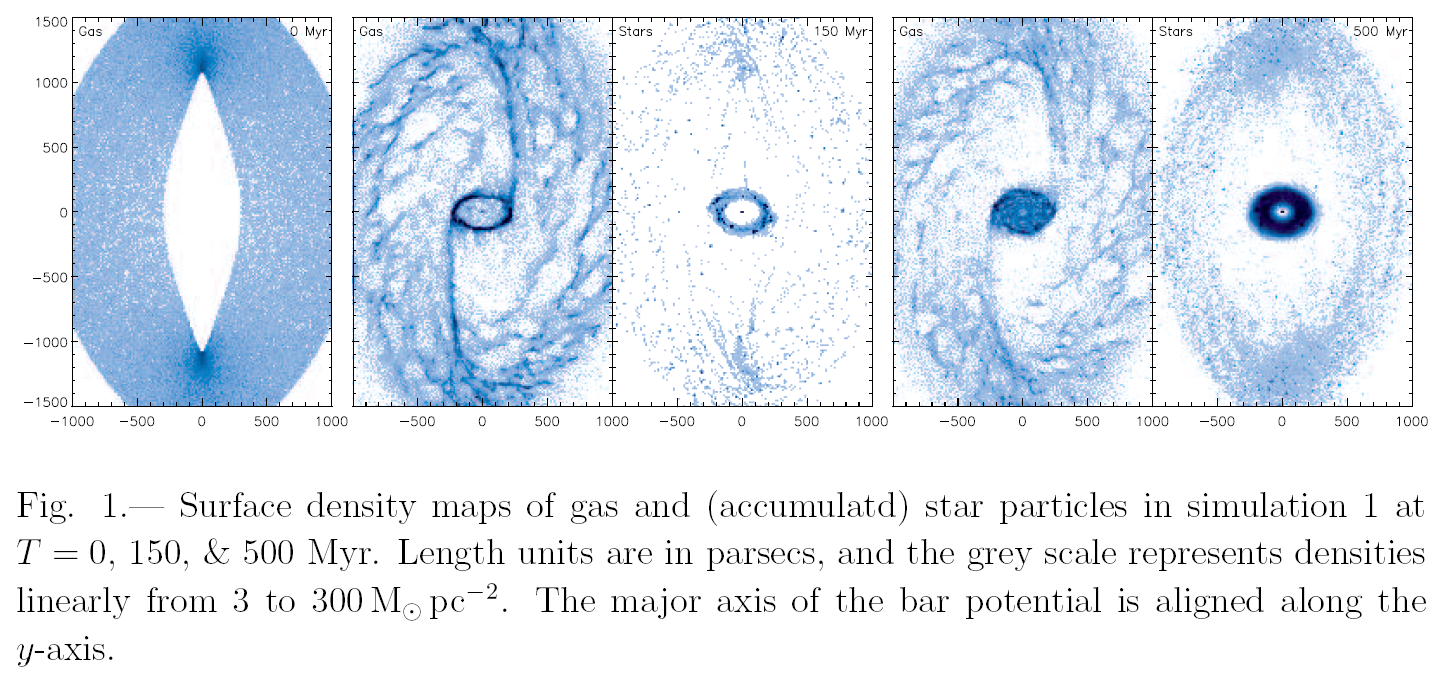 Gas 0 Myr
Gas
Stars 150 Myr
Gas
Stars 500 Myr
1500
1000
500
0
−500
−1000
−1500
−1000 −500 0 500 1000
−500 0 500 1000
−500 0 500 1000
−500 0 500 1000
−500 0 500 1000
Fig. 1.— Surface density maps of gas and (accumulatd) star particles in simulation 1 at
T = 0, 150, & 500 Myr. Length units are in parsecs, and the grey scale represents densities
linearly from 3 to 300 M⊙ pc⁻². The major axis of the bar potential is aligned along the
y-axis.